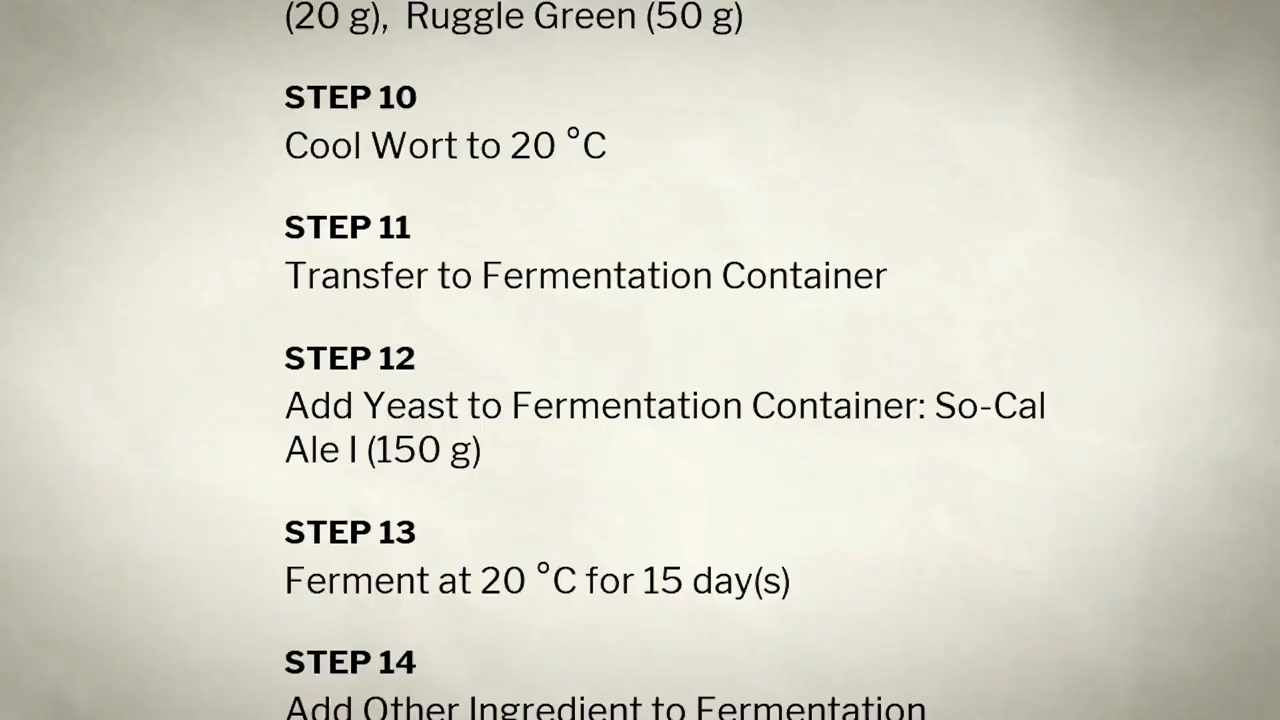 (20 g),  Ruggle Green (50 g)
STEP 10
Cool Wort to 20 °C
STEP 11
Transfer to Fermentation Container
STEP 12
Add Yeast to Fermentation Container: So-Cal
Ale I (150 g)
STEP 13
Ferment at 20 °C for 15 day(s)
STEP 14
Add Other Ingredient to Fermentation